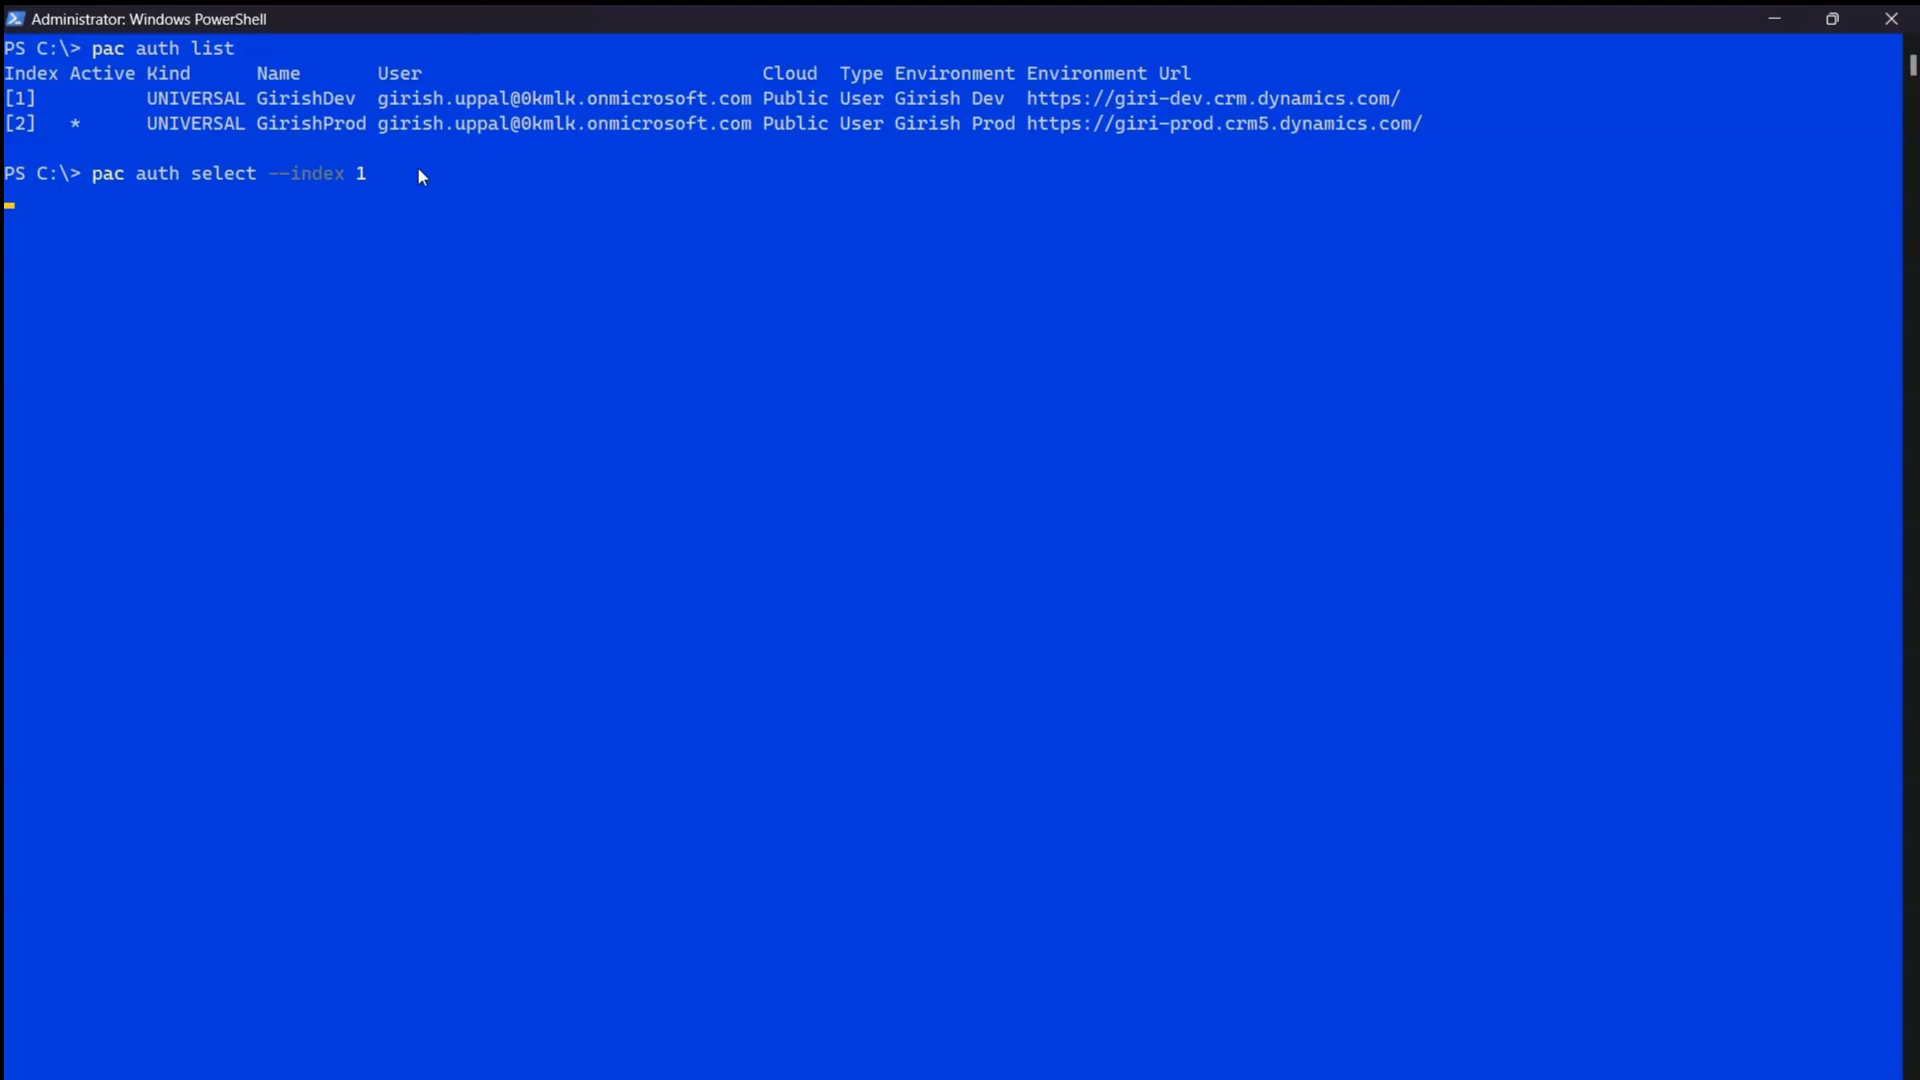 Administrator: Windows PowerShell
PS C:\> pac auth list
Index Active Kind      Name       User                               Cloud  Type Environment Environment Url
[1]          UNIVERSAL GirishDev  girish.uppal@0kmlk.onmicrosoft.com Public User Girish Dev  https://giri-dev.crm.dynamics.com/
[2]   *      UNIVERSAL GirishProd girish.uppal@0kmlk.onmicrosoft.com Public User Girish Prod https://giri-prod.crm5.dynamics.com/
PS C:\> pac auth select --index 1